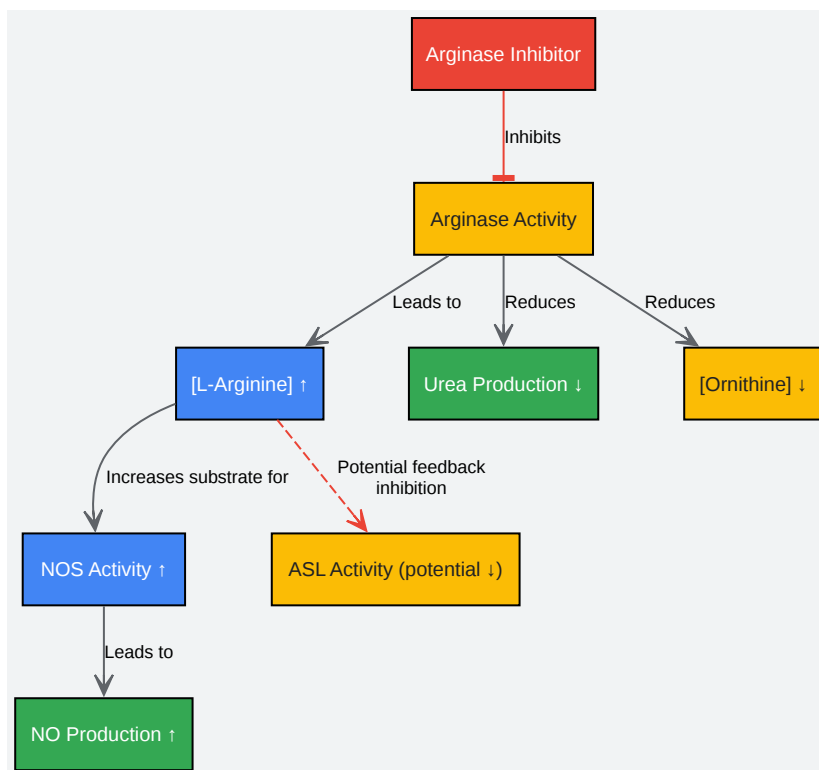 Arginase Inhibitor
Inhibits
Arginase Activity
Leads to
Reduces
Reduces
[L-Arginine] ↑
Urea Production ↓
[Ornithine] ↓
Increases substrate for
Potential feedback
inhibition
NOS Activity ↑
ASL Activity (potential ↓)
Leads to
NO Production ↑